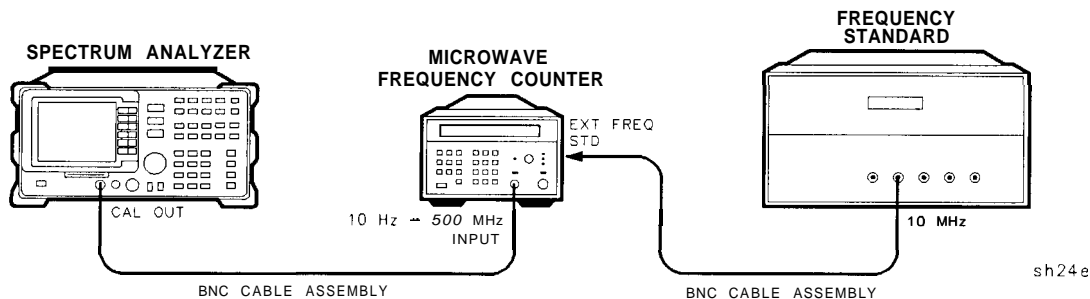 SPECTRUM ANALYZER
MICROWAVE
FREQUENCY COUNTER
FREQUENCY
STANDARD
EXT FREQ
STD
CAL OUT
10 Hz – 500 MHz
INPUT
10 MHz
BNC CABLE ASSEMBLY
BNC CABLE ASSEMBLY
sh24e